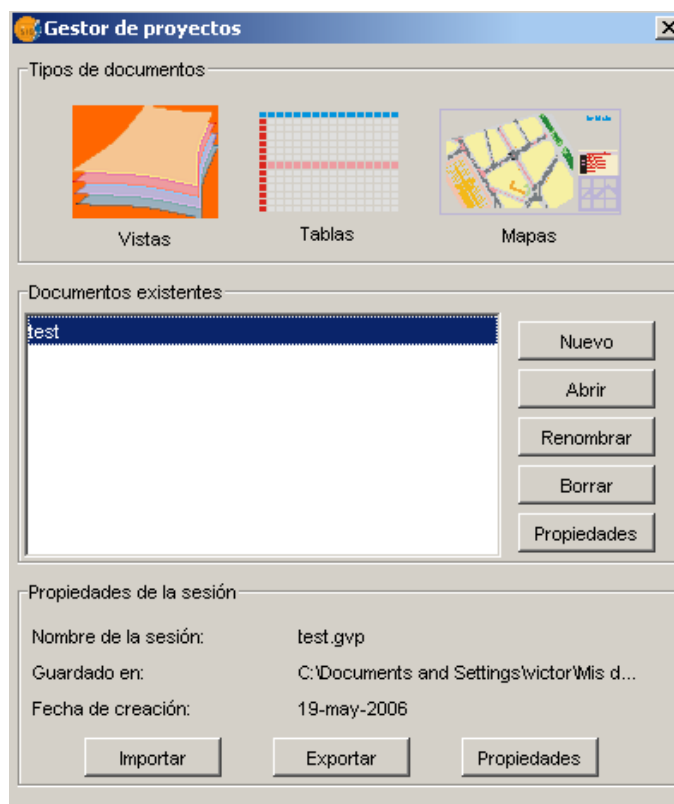 Gestor de proyectos
Tipos de documentos
Vistas
Tablas
Mapas
Documentos existentes
test
Nuevo
Abrir
Renombrar
Borrar
Propiedades
Propiedades de la sesión
Nombre de la sesión: test.gvp
Guardado en: C:\Documents and Settings\victor\Mis d...
Fecha de creación: 19-may-2006
Importar Exportar Propiedades